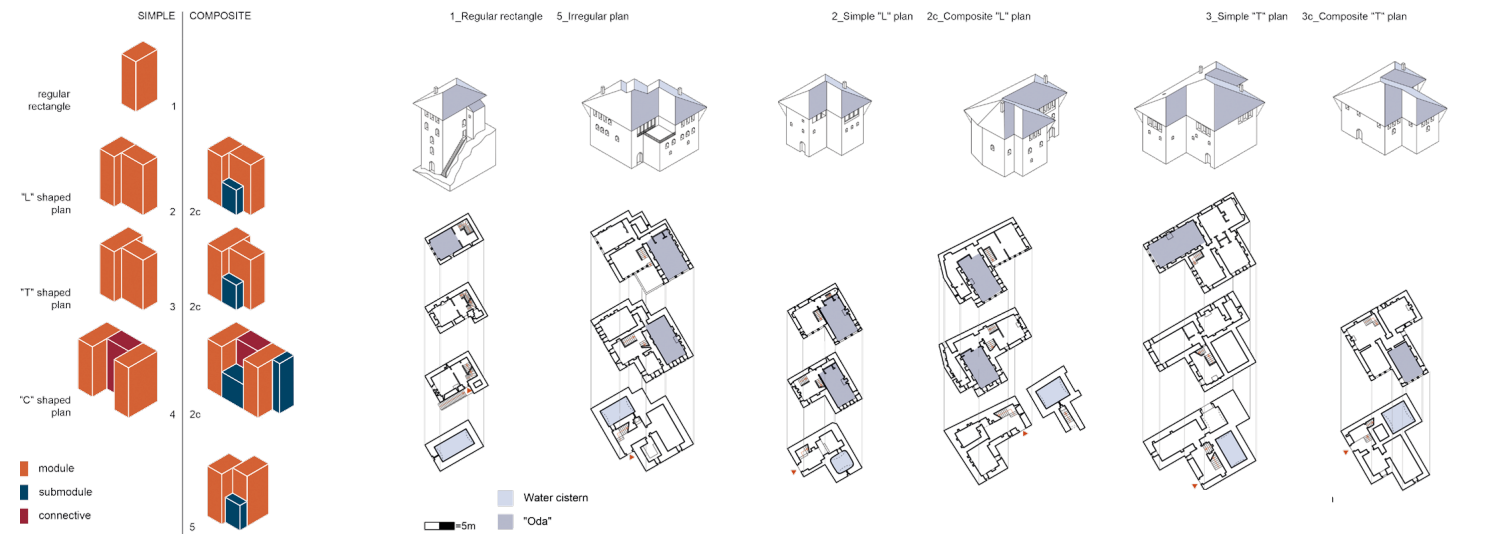 SIMPLE
COMPOSITE
1_Regular rectangle
5_Irregular plan
2_Simple "L" plan
2c_Composite "L" plan
3_Simple "T" plan
3c_Composite "T" plan
regular
rectangle
1
"L" shaped
plan
2
2c
"T" shaped
plan
3
2c
"C" shaped
plan
4
2c
5
module
submodule
connective
=5m
Water cistern
"Oda"